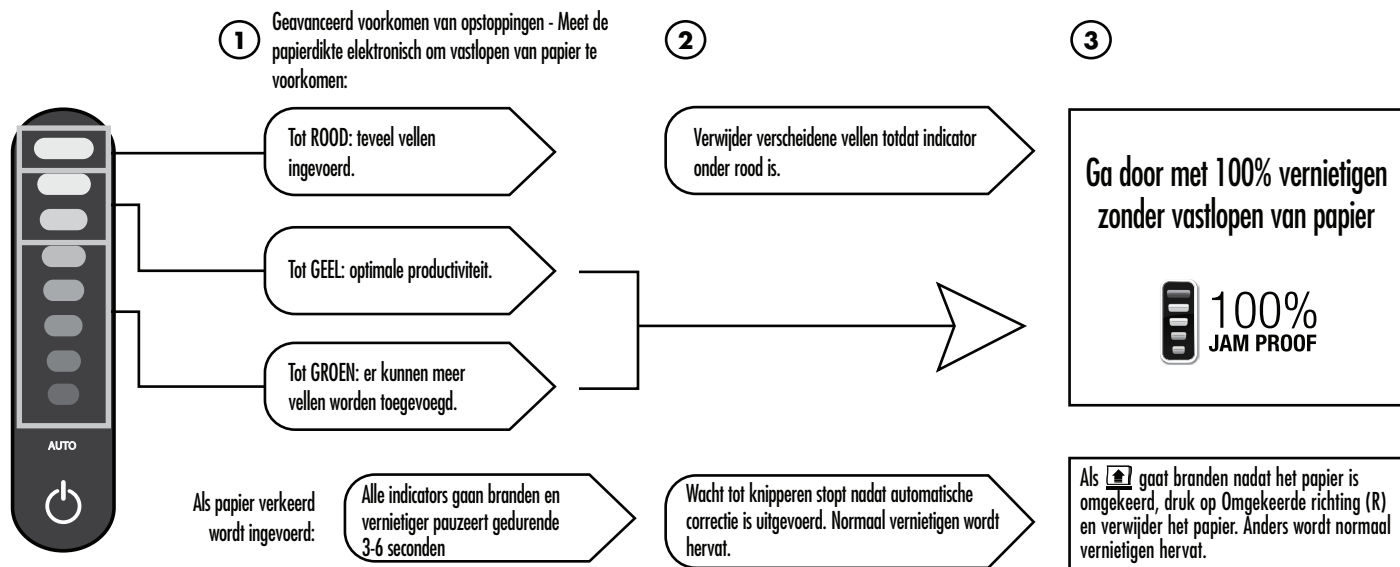 1
Geavanceerd voorkomen van opstoppingen - Meet de
papierdikte elektronisch om vastlopen van papier te
voorkomen:
2
3
Tot ROOD: teveel vellen
ingevoerd.
Verwijder verscheidene vellen totdat indicator
onder rood is.
Tot GEEL: optimale productiviteit.
Tot GROEN: er kunnen meer
vellen worden toegevoegd.
Ga door met 100% vernietigen
zonder vastlopen van papier
100%
JAM PROOF
AUTO
Als papier verkeerd
wordt ingevoerd:
Alle indicators gaan branden en
vernietiger pauzeert gedurende
3-6 seconden
Wacht tot knipperen stopt nadat automatische
correctie is uitgevoerd. Normaal vernietigen wordt
hervat.
Als gaat branden nadat het papier is
omgekeerd, druk op Omgekeerde richting (R)
en verwijder het papier. Anders wordt normaal
vernietigen hervat.